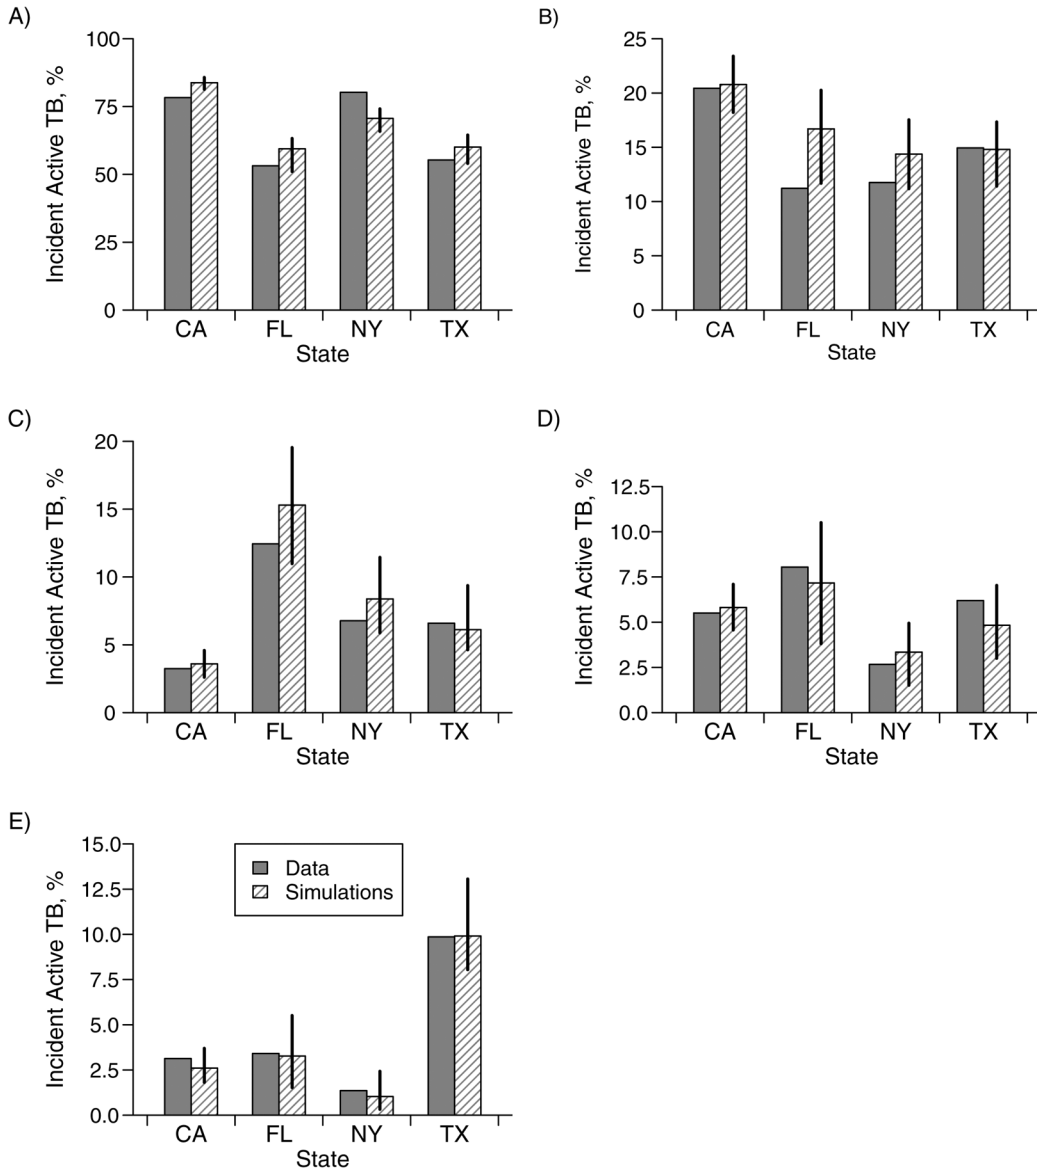 A)
100
75
50
25
0
Incident Active TB, %
CA FL NY TX
State
B)
25
20
15
10
5
0
Incident Active TB, %
CA FL NY TX
State
C)
20
15
10
5
0
Incident Active TB, %
CA FL NY TX
State
D)
12.5
10.0
7.5
5.0
2.5
0.0
Incident Active TB, %
CA FL NY TX
State
E)
15.0
12.5
10.0
7.5
5.0
2.5
0.0
Incident Active TB, %
Data
Simulations
CA FL NY TX
State